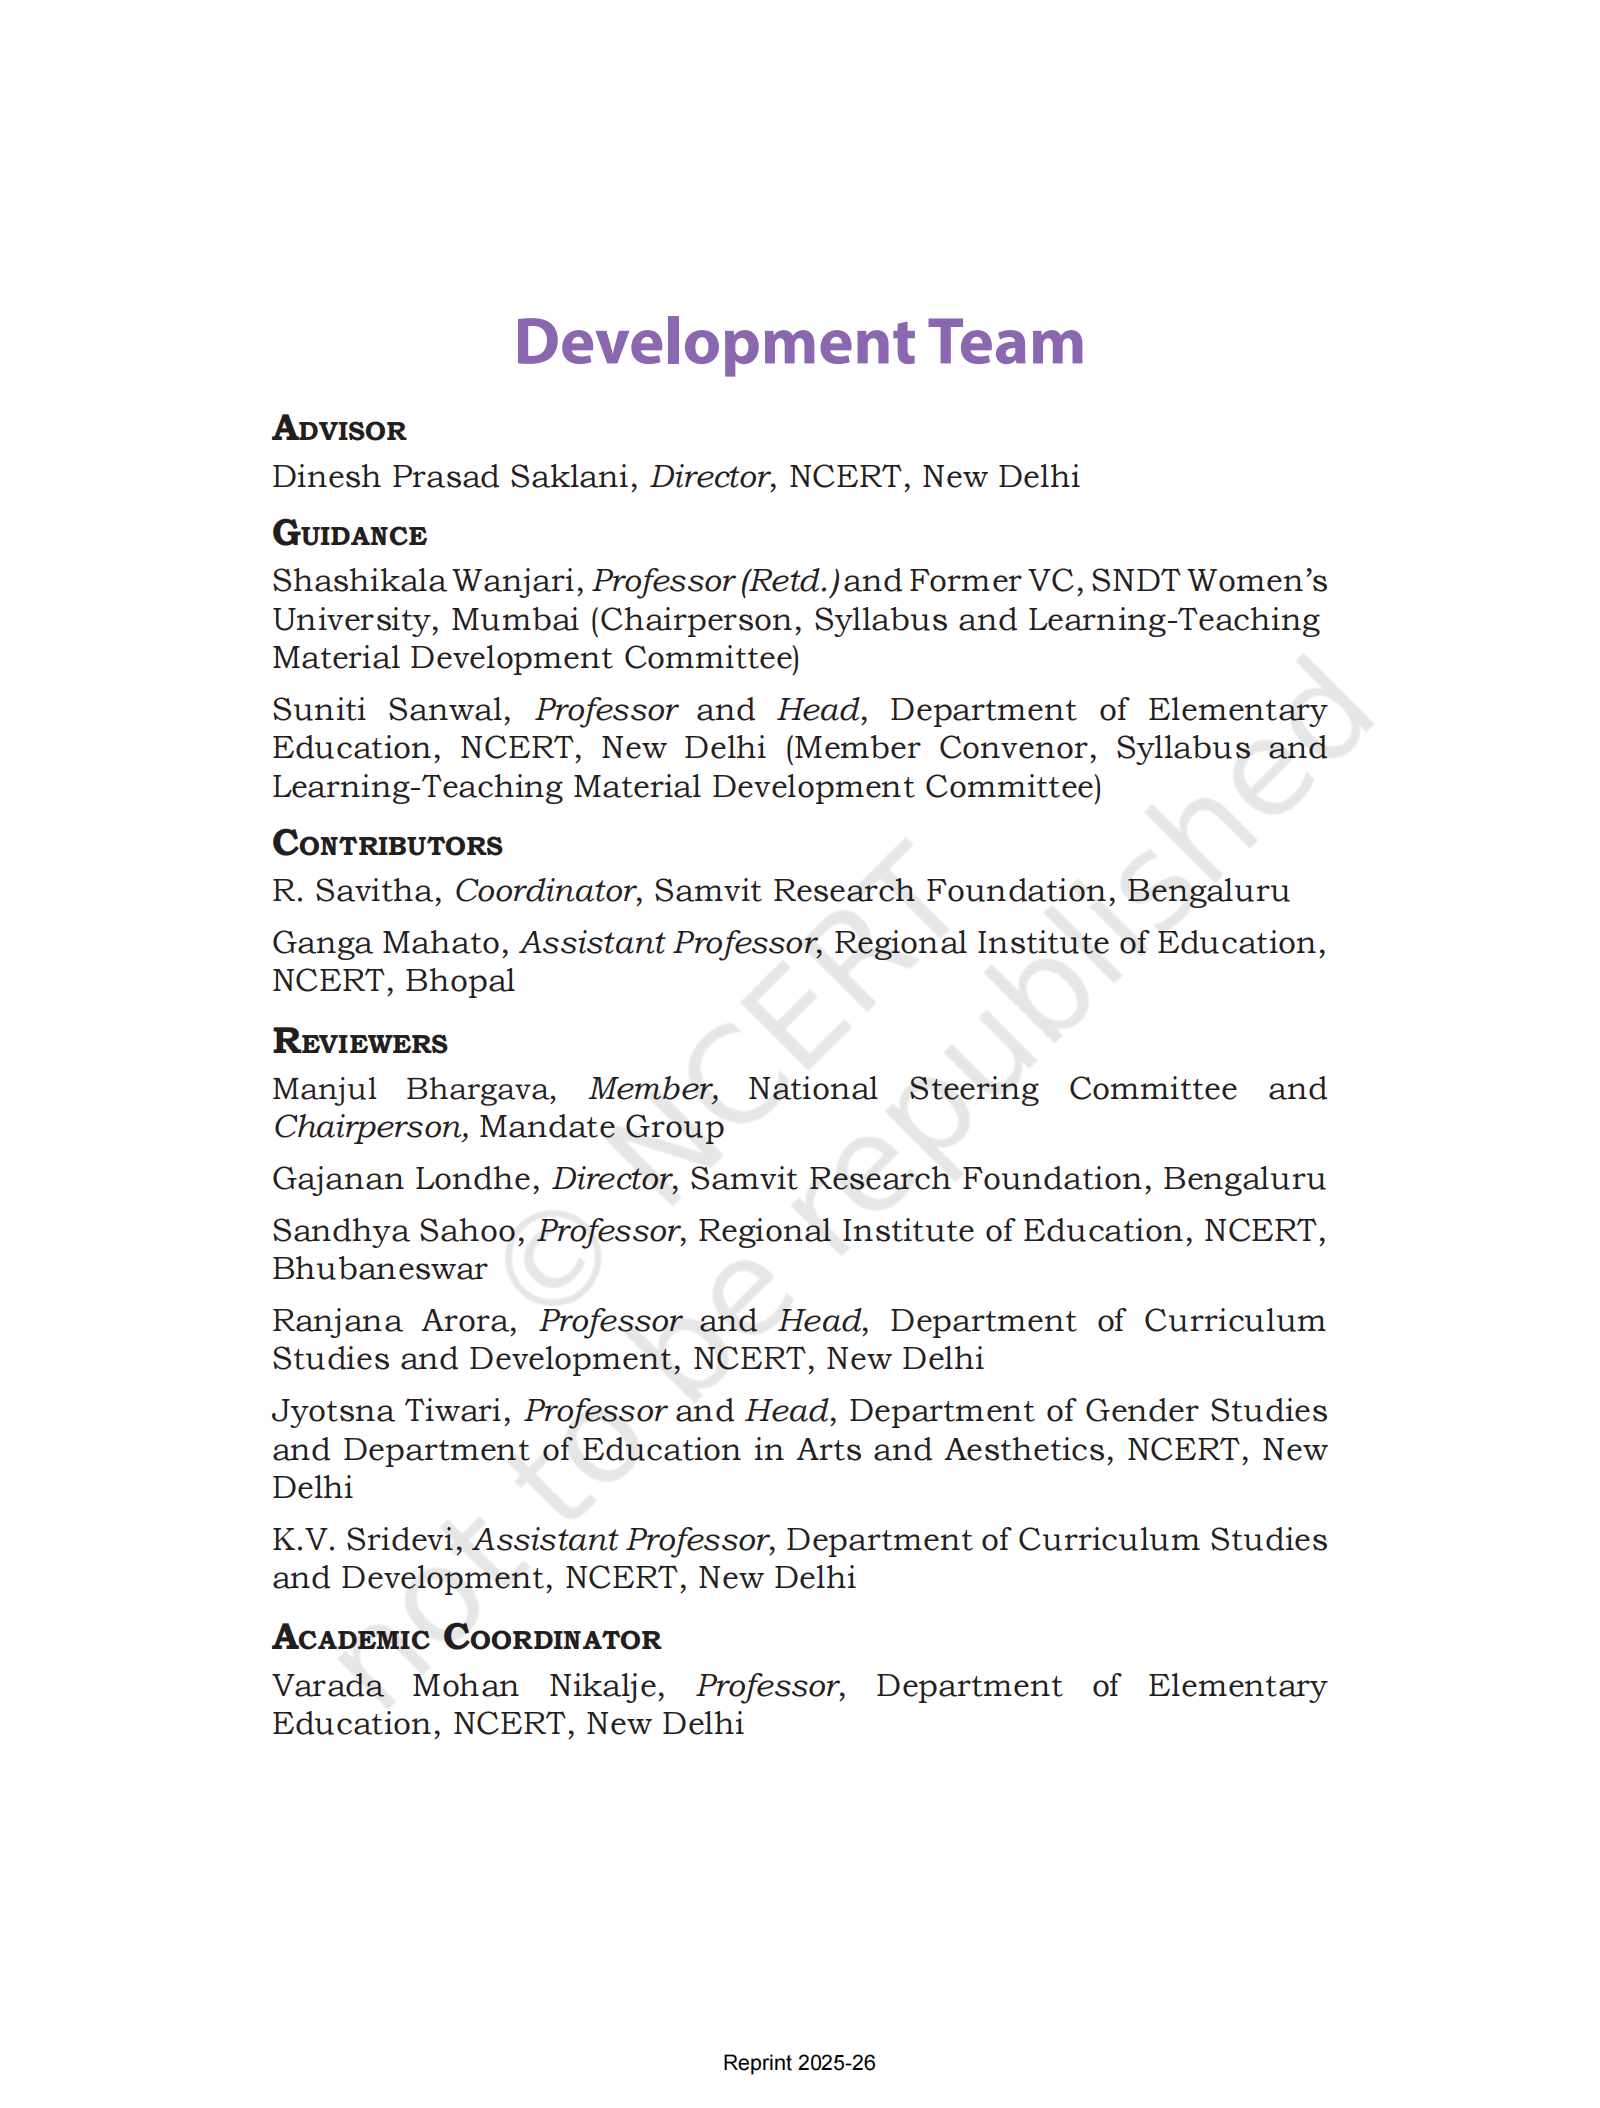 Development Team
Advisor
Dinesh Prasad Saklani, Director, NCERT, New Delhi
Guidance
Shashikala Wanjari, Professor (Retd.) and Former VC, SNDT Women’s
University, Mumbai (Chairperson, Syllabus and Learning-Teaching
Material Development Committee)
Suniti Sanwal, Professor and Head, Department of Elementary
Education, NCERT, New Delhi (Member Convenor, Syllabus and
Learning-Teaching Material Development Committee)
Contributors
R. Savitha, Coordinator, Samvit Research Foundation, Bengaluru
Ganga Mahato, Assistant Professor, Regional Institute of Education,
NCERT, Bhopal
Reviewers
Manjul Bhargava, Member, National Steering Committee and
Chairperson, Mandate Group
Gajanan Londhe, Director, Samvit Research Foundation, Bengaluru
Sandhya Sahoo, Professor, Regional Institute of Education, NCERT,
Bhubaneswar
Ranjana Arora, Professor and Head, Department of Curriculum
Studies and Development, NCERT, New Delhi
Jyotsna Tiwari, Professor and Head, Department of Gender Studies
and Department of Education in Arts and Aesthetics, NCERT, New
Delhi
K.V. Sridevi, Assistant Professor, Department of Curriculum Studies
and Development, NCERT, New Delhi
Academic Coordinator
Varada Mohan Nikalje, Professor, Department of Elementary
Education, NCERT, New Delhi
© NCERT
not to be republished
Reprint 2025-26